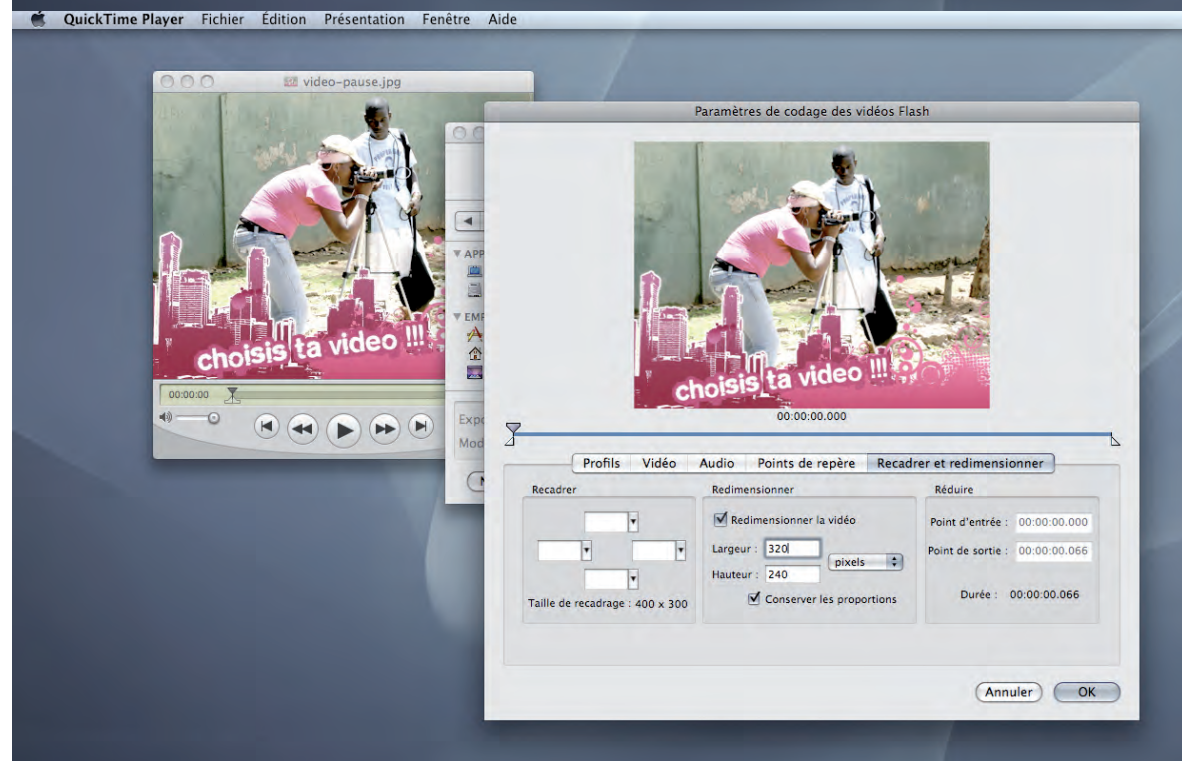 QuickTime Player Fichier Édition Présentation Fenêtre Aide
video-pause.jpg
choisis ta video !!!
00:00:00
APP
EMP
Expo
Mod
N
Paramètres de codage des vidéos Flash
choisis ta video !!!
00:00:00.000
Profils Vidéo Audio Points de repère Recadrer et redimensionner
Recadrer
Taille de recadrage : 400 x 300
Redimensionner
Redimensionner la vidéo
Largeur : 320
pixels
Hauteur : 240
Conserver les proportions
Réduire
Point d'entrée : 00:00:00.000
Point de sortie : 00:00:00.066
Durée : 00:00:00.066
Annuler OK